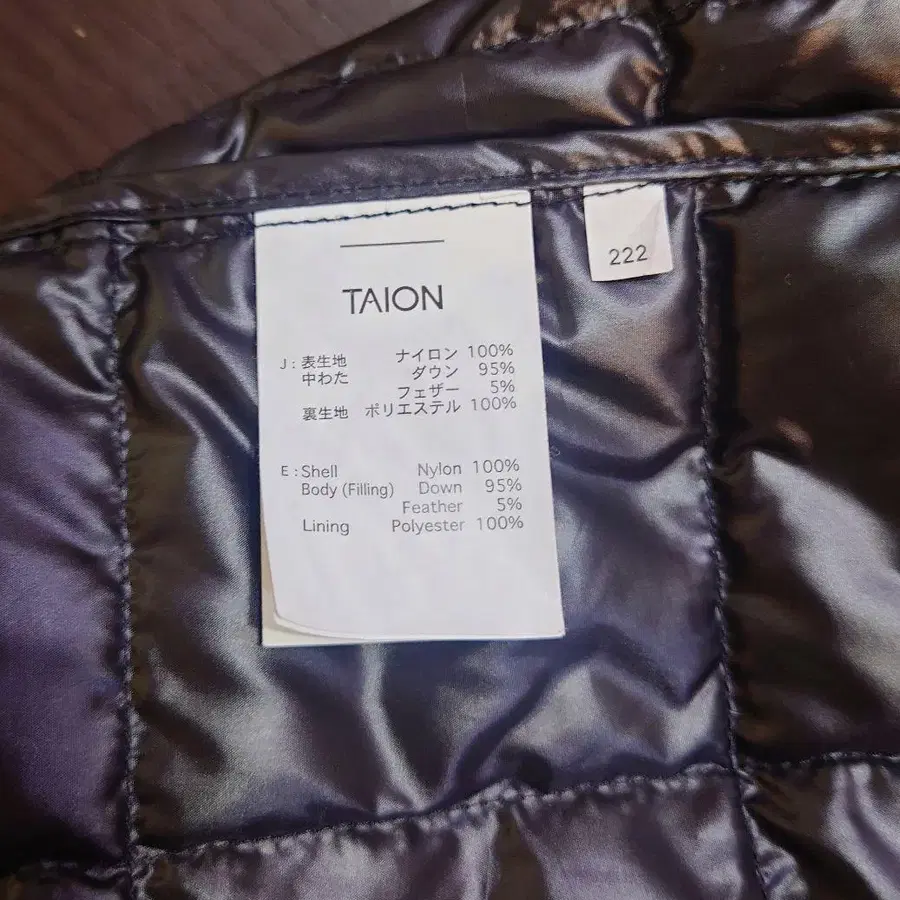 TAION
222
J : 表生地 ナイロン 100%
中わた ダウン 95%
フェザー 5%
裏生地 ポリエステル 100%
E : Shell Nylon 100%
Body (Filling) Down 95%
Feather 5%
Lining Polyester 100%